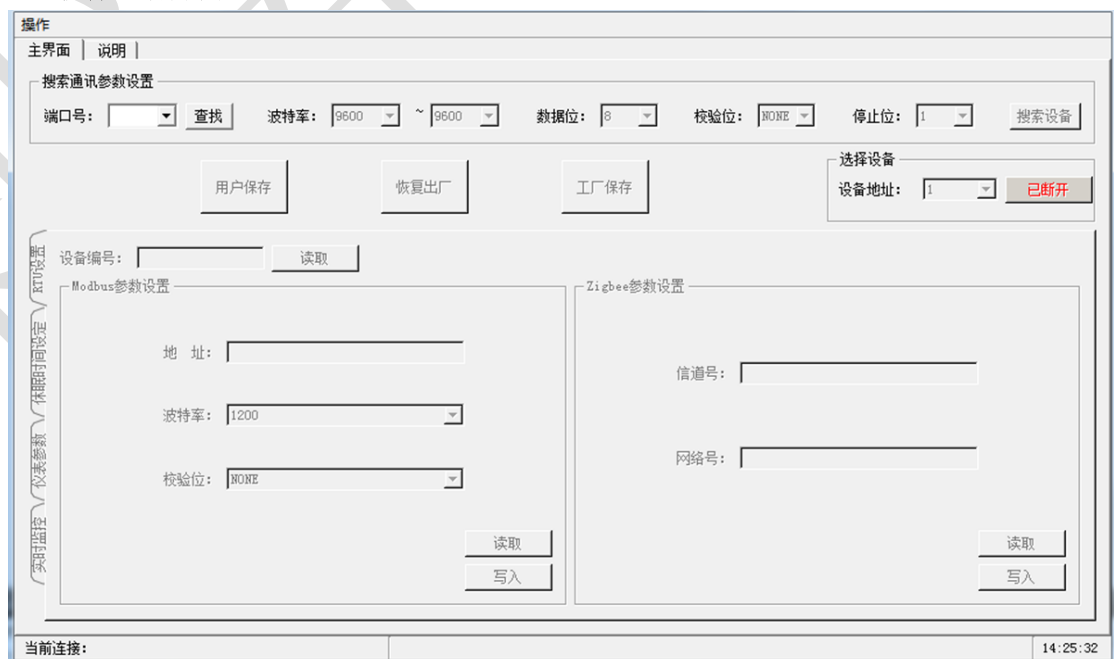 操作
主界面 说明
搜索通讯参数设置
端口号: 查找 波特率: 9600 ~ 9600 数据位: 8 校验位: NONE 停止位: 1 搜索设备
用户保存 恢复出厂 工厂保存
选择设备
设备地址: 1 已断开
RTU设置
休眠时间设定
仪表参数
实时监控
设备编号: 读取
Modbus参数设置
地 址:
波特率: 1200
校验位: NONE
读取
写入
Zigbee参数设置
信道号:
网络号:
读取
写入
当前连接: 14:25:32